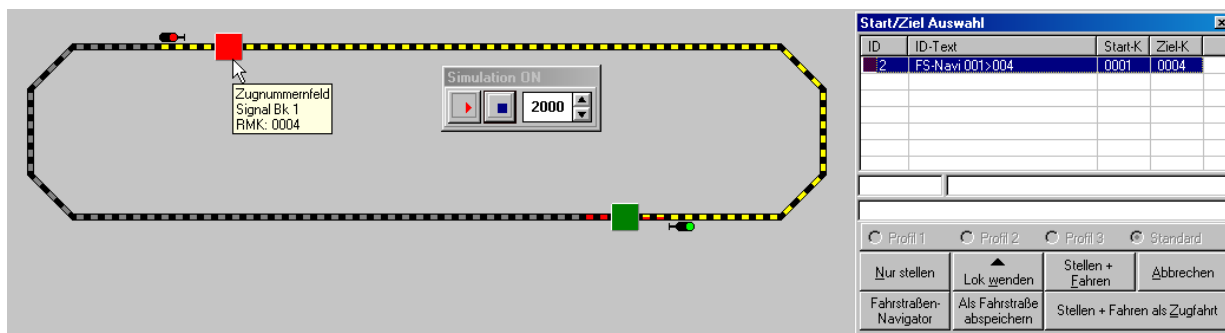 Zugnummernfeld
Signal Bk 1
RMK: 0004
Simulation ON
2000
Start/Ziel Auswahl
ID ID-Text Start-K Ziel-K
2 FS-Navi 001>004 0001 0004
Profil 1 Profil 2 Profil 3 Standard
Nur stellen
Lok wenden
Stellen +
Fahren
Abbrechen
Fahrstraßen-
Navigator
Als Fahrstraße
abspeichern
Stellen + Fahren als Zugfahrt